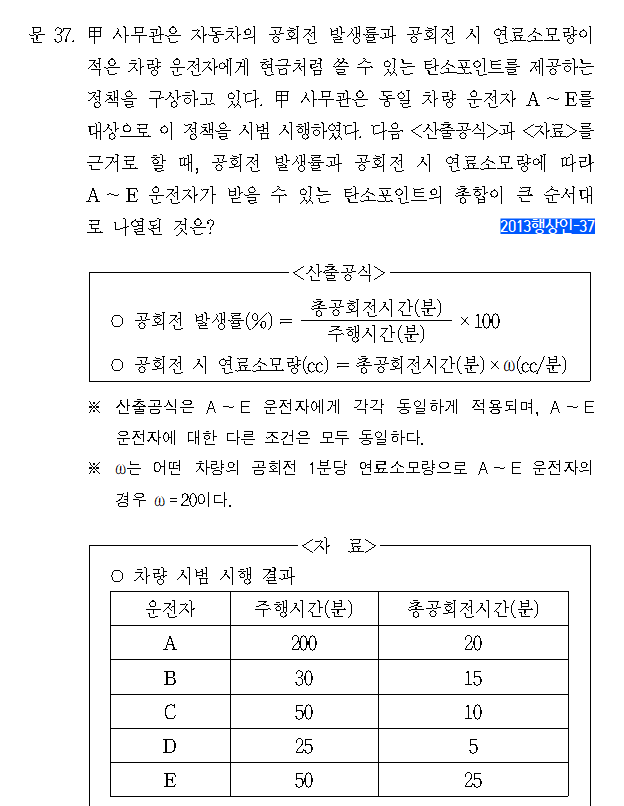 문 37. 甲 사무관은 자동차의 공회전 발생률과 공회전 시 연료소모량이
적은 차량 운전자에게 현금처럼 쓸 수 있는 탄소포인트를 제공하는
정책을 구상하고 있다. 甲 사무관은 동일 차량 운전자 A ~ E를
대상으로 이 정책을 시범 시행하였다. 다음 <산출공식>과 <자료>를
근거로 할 때, 공회전 발생률과 공회전 시 연료소모량에 따라
A ~ E 운전자가 받을 수 있는 탄소포인트의 총합이 큰 순서대
로 나열된 것은? 2013행상인-37
<산출공식>
○ 공회전 발생률(%) = 총공회전시간(분) / 주행시간(분) × 100
○ 공회전 시 연료소모량(cc) = 총공회전시간(분) × ω(cc/분)
※ 산출공식은 A ~ E 운전자에게 각각 동일하게 적용되며, A ~ E
운전자에 대한 다른 조건은 모두 동일하다.
※ ω는 어떤 차량의 공회전 1분당 연료소모량으로 A ~ E 운전자의
경우 ω = 20이다.
<자 료>
○ 차량 시범 시행 결과
운전자 주행시간(분) 총공회전시간(분)
A 200 20
B 30 15
C 50 10
D 25 5
E 50 25